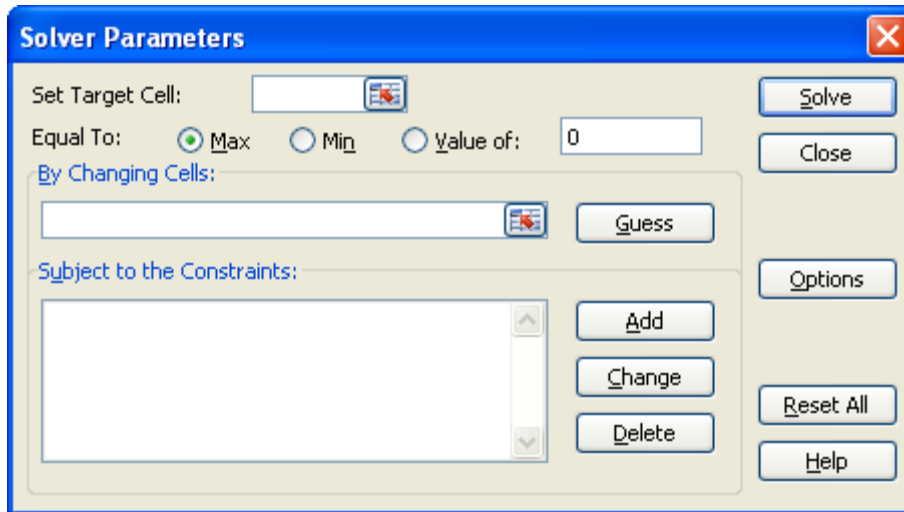 Solver Parameters
Set Target Cell:
Solve
Equal To: Max Min Value of: 0
Close
By Changing Cells:
Guess
Subject to the Constraints:
Options
Add
Change
Reset All
Delete
Help